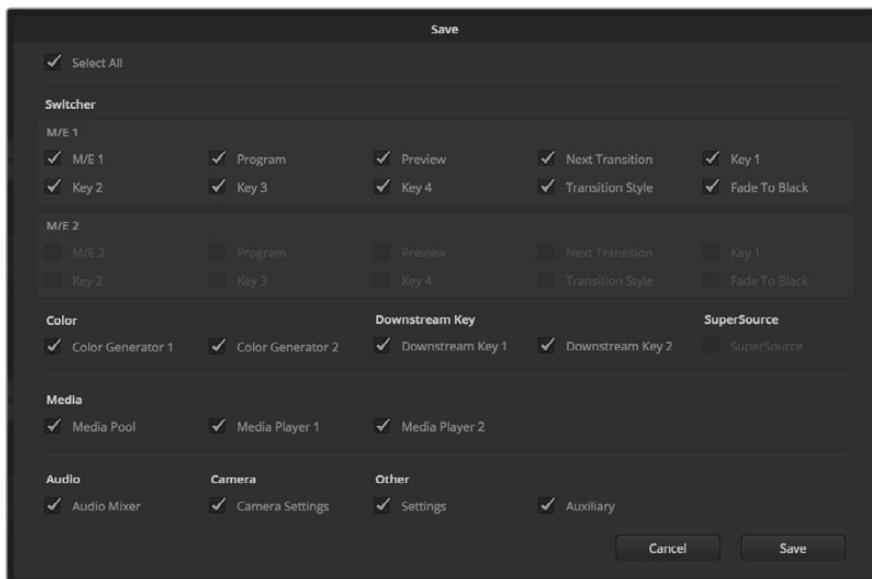 Save
Select All
Switcher
M/E 1
M/E 1 Program Preview Next Transition Key 1
Key 2 Key 3 Key 4 Transition Style Fade To Black
M/E 2
M/E 2 Program Preview Next Transition Key 1
Key 2 Key 3 Key 4 Transition Style Fade To Black
Color Downstream Key SuperSource
Color Generator 1 Color Generator 2 Downstream Key 1 Downstream Key 2 SuperSource
Media
Media Pool Media Player 1 Media Player 2
Audio Camera Other
Audio Mixer Camera Settings Settings Auxiliary
Cancel Save